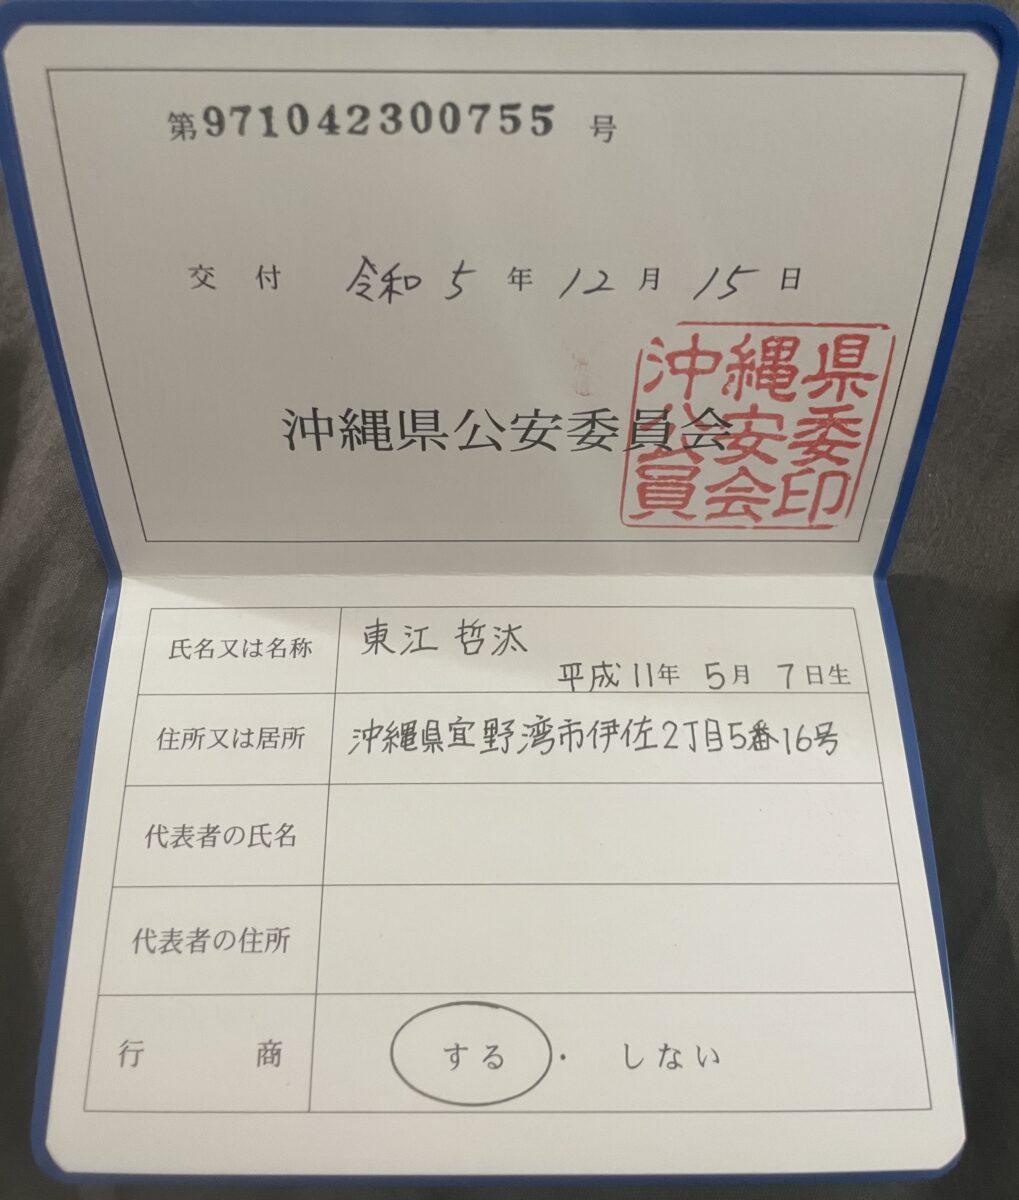 第971042300755号
交付 令和5年12月15日
沖縄県公安委員会
沖縄県
公安委
員会印
氏名又は名称 東江 哲汰
平成11年5月7日生
住所又は居所 沖縄県宜野湾市伊佐2丁目5番16号
代表者の氏名
代表者の住所
行商 する・しない